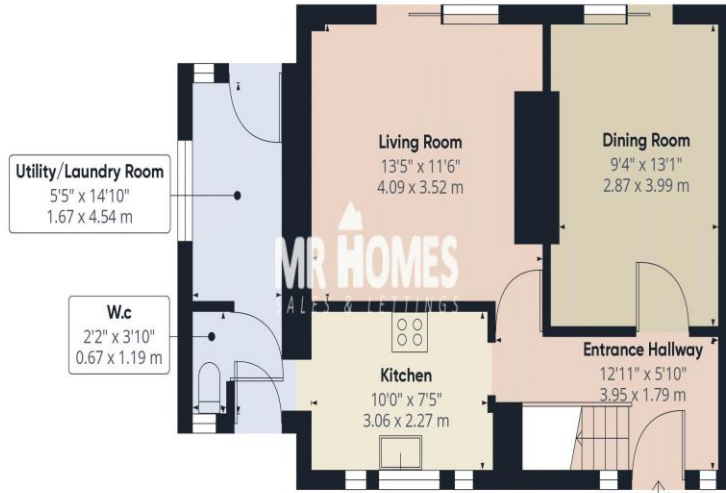 Living Room
13'5" x 11'6"
4.09 x 3.52 m
Dining Room
9'4" x 13'1"
2.87 x 3.99 m
Utility/Laundry Room
5'5" x 14'10"
1.67 x 4.54 m
MR HOMES
SALES & LETTINGS
W.c
2'2" x 3'10"
0.67 x 1.19 m
Kitchen
10'0" x 7'5"
3.06 x 2.27 m
Entrance Hallway
12'11" x 5'10"
3.95 x 1.79 m